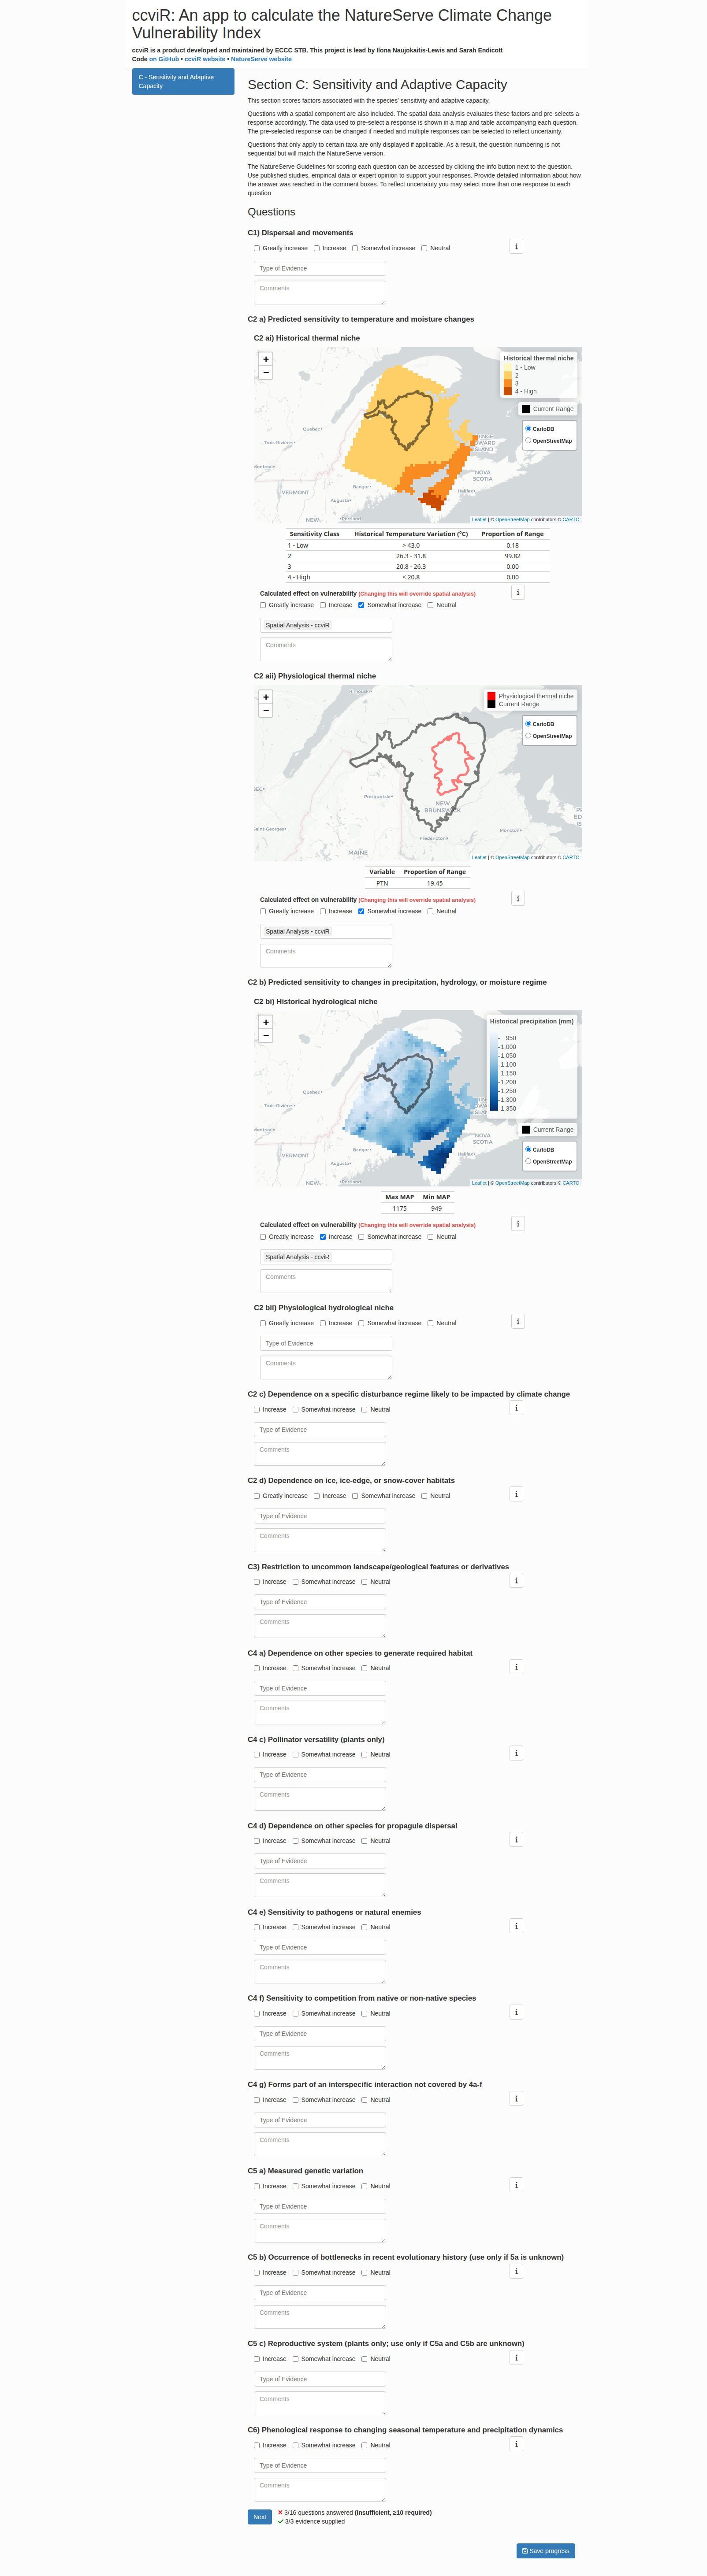 ccviR: An app to calculate the NatureServe Climate Change
Vulnerability Index
ccviR is a product developed and maintained by ECCC STB. This project is lead by Ilona Naujokaitis-Lewis and Sarah Endicott
Code on GitHub • ccviR website • NatureServe website
C - Sensitivity and Adaptive
Capacity
Section C: Sensitivity and Adaptive Capacity
This section scores factors associated with the species' sensitivity and adaptive capacity.
Questions with a spatial component are also included. The spatial data analysis evaluates these factors and pre-selects a
response accordingly. The data used to pre-select a response is shown in a map and table accompanying each question.
The pre-selected response can be changed if needed and multiple responses can be selected to reflect uncertainty.
Questions that only apply to certain taxa are only displayed if applicable. As a result, the question numbering is not
sequential but will match the NatureServe version.
The NatureServe Guidelines for scoring each question can be accessed by clicking the info button next to the question.
Use published studies, empirical data or expert opinion to support your responses. Provide detailed information about how
the answer was reached in the comment boxes. To reflect uncertainty you may select more than one response to each
question
Questions
C1) Dispersal and movements
Greatly increase Increase Somewhat increase Neutral
i
Type of Evidence
Comments
C2 a) Predicted sensitivity to temperature and moisture changes
C2 ai) Historical thermal niche
+
−
Historical thermal niche
1 - Low
2
3
4 - High
Current Range
CartoDB
OpenStreetMap
Quebec
Trois-Rivières
VERMONT
Bangor
Augusta
NOVA
SCOTIA
Halifax
NEW
Leaflet | © OpenStreetMap contributors © CARTO
Sensitivity Class Historical Temperature Variation (°C) Proportion of Range
1 - Low > 43.0 0.18
2 26.3 - 31.8 99.82
3 20.8 - 26.3 0.00
4 - High < 20.8 0.00
Calculated effect on vulnerability (Changing this will override spatial analysis)
i
Greatly increase Increase Somewhat increase Neutral
Spatial Analysis - ccviR
Comments
C2 aii) Physiological thermal niche
+
−
Physiological thermal niche
Current Range
CartoDB
OpenStreetMap
Presque Isle
NEW
BRUNSWICK
Fredericton
Moncton
Saint-Georges
MAINE
Leaflet | © OpenStreetMap contributors © CARTO
Variable Proportion of Range
PTN 19.45
Calculated effect on vulnerability (Changing this will override spatial analysis)
i
Greatly increase Increase Somewhat increase Neutral
Spatial Analysis - ccviR
Comments
C2 b) Predicted sensitivity to changes in precipitation, hydrology, or moisture regime
C2 bi) Historical hydrological niche
+
−
Historical precipitation (mm)
950
1,000
1,050
1,100
1,150
1,200
1,250
1,300
1,350
Current Range
CartoDB
OpenStreetMap
Quebec
Trois-Rivières
VERMONT
Bangor
Augusta
NOVA
SCOTIA
Halifax
NEW
Leaflet | © OpenStreetMap contributors © CARTO
Max MAP Min MAP
1175 949
Calculated effect on vulnerability (Changing this will override spatial analysis)
i
Greatly increase Increase Somewhat increase Neutral
Spatial Analysis - ccviR
Comments
C2 bii) Physiological hydrological niche
Greatly increase Increase Somewhat increase Neutral
i
Type of Evidence
Comments
C2 c) Dependence on a specific disturbance regime likely to be impacted by climate change
Increase Somewhat increase Neutral
i
Type of Evidence
Comments
C2 d) Dependence on ice, ice-edge, or snow-cover habitats
Greatly increase Increase Somewhat increase Neutral
i
Type of Evidence
Comments
C3) Restriction to uncommon landscape/geological features or derivatives
Increase Somewhat increase Neutral
i
Type of Evidence
Comments
C4 a) Dependence on other species to generate required habitat
Increase Somewhat increase Neutral
i
Type of Evidence
Comments
C4 c) Pollinator versatility (plants only)
Increase Somewhat increase Neutral
i
Type of Evidence
Comments
C4 d) Dependence on other species for propagule dispersal
Increase Somewhat increase Neutral
i
Type of Evidence
Comments
C4 e) Sensitivity to pathogens or natural enemies
Increase Somewhat increase Neutral
i
Type of Evidence
Comments
C4 f) Sensitivity to competition from native or non-native species
Increase Somewhat increase Neutral
i
Type of Evidence
Comments
C4 g) Forms part of an interspecific interaction not covered by 4a-f
Increase Somewhat increase Neutral
i
Type of Evidence
Comments
C5 a) Measured genetic variation
Increase Somewhat increase Neutral
i
Type of Evidence
Comments
C5 b) Occurrence of bottlenecks in recent evolutionary history (use only if 5a is unknown)
Increase Somewhat increase Neutral
i
Type of Evidence
Comments
C5 c) Reproductive system (plants only; use only if C5a and C5b are unknown)
Increase Somewhat increase Neutral
i
Type of Evidence
Comments
C6) Phenological response to changing seasonal temperature and precipitation dynamics
Increase Somewhat increase Neutral
i
Type of Evidence
Comments
Next
3/16 questions answered (Insufficient, ≥10 required)
3/3 evidence supplied
Save progress